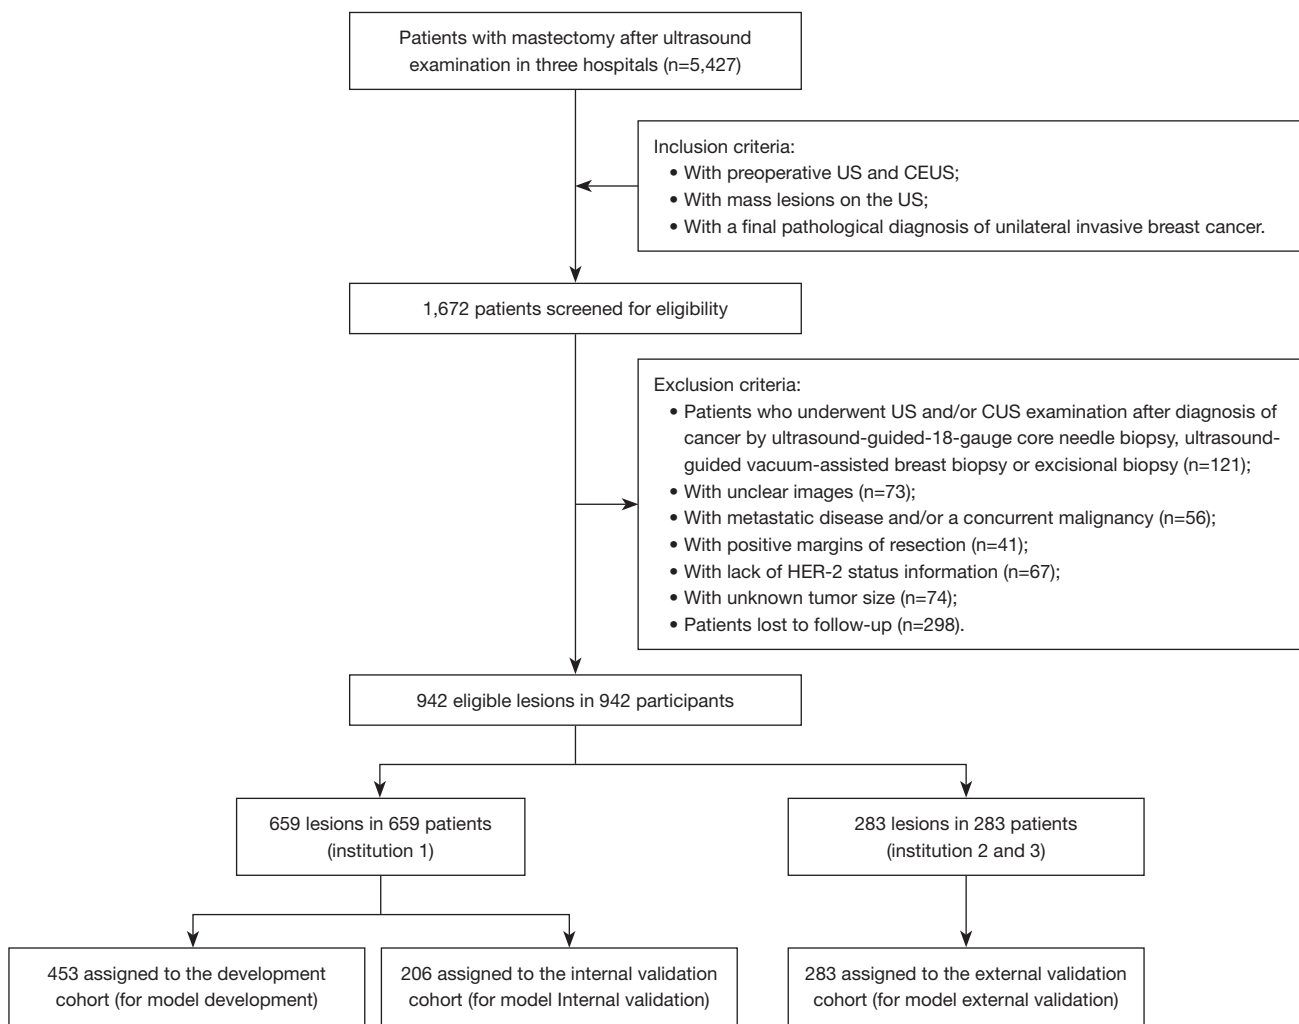 Patients with mastectomy after ultrasound
examination in three hospitals (n=5,427)
Inclusion criteria:
• With preoperative US and CEUS;
• With mass lesions on the US;
• With a final pathological diagnosis of unilateral invasive breast cancer.
1,672 patients screened for eligibility
Exclusion criteria:
• Patients who underwent US and/or CUS examination after diagnosis of
cancer by ultrasound-guided-18-gauge core needle biopsy, ultrasound-
guided vacuum-assisted breast biopsy or excisional biopsy (n=121);
• With unclear images (n=73);
• With metastatic disease and/or a concurrent malignancy (n=56);
• With positive margins of resection (n=41);
• With lack of HER-2 status information (n=67);
• With unknown tumor size (n=74);
• Patients lost to follow-up (n=298).
942 eligible lesions in 942 participants
659 lesions in 659 patients
(institution 1)
283 lesions in 283 patients
(institution 2 and 3)
453 assigned to the development
cohort (for model development)
206 assigned to the internal validation
cohort (for model Internal validation)
283 assigned to the external validation
cohort (for model external validation)